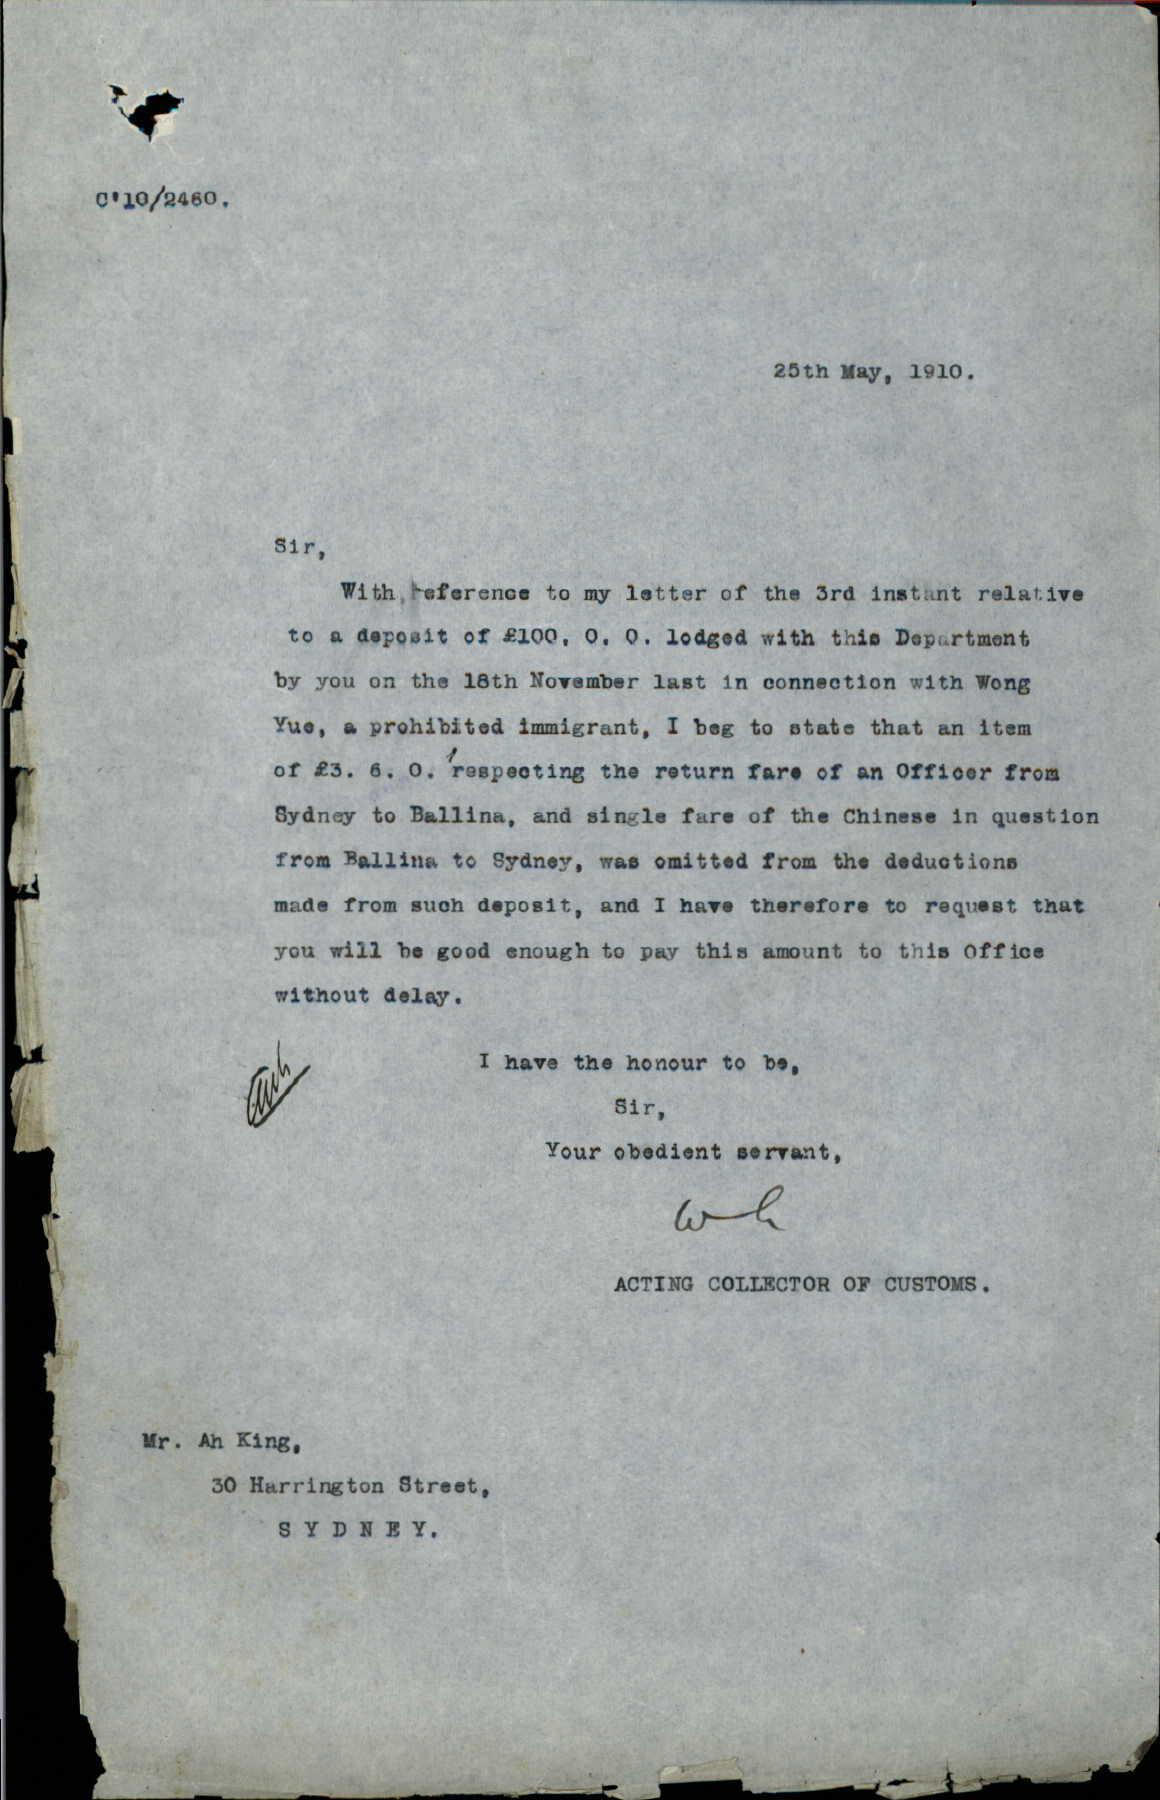 C'10/2460.
25th May, 1910.
Sir,
With reference to my letter of the 3rd instant relative
to a deposit of £100. 0. 0. lodged with this Department
by you on the 18th November last in connection with Wong
Yue, a prohibited immigrant, I beg to state that an item
of £3. 6. 0. respecting the return fare of an Officer from
Sydney to Ballina, and single fare of the Chinese in question
from Ballina to Sydney, was omitted from the deductions
made from such deposit, and I have therefore to request that
you will be good enough to pay this amount to this Office
without delay.
I have the honour to be,
Sir,
Your obedient servant,
ACTING COLLECTOR OF CUSTOMS.
Mr. Ah King,
30 Harrington Street,
S Y D N E Y.